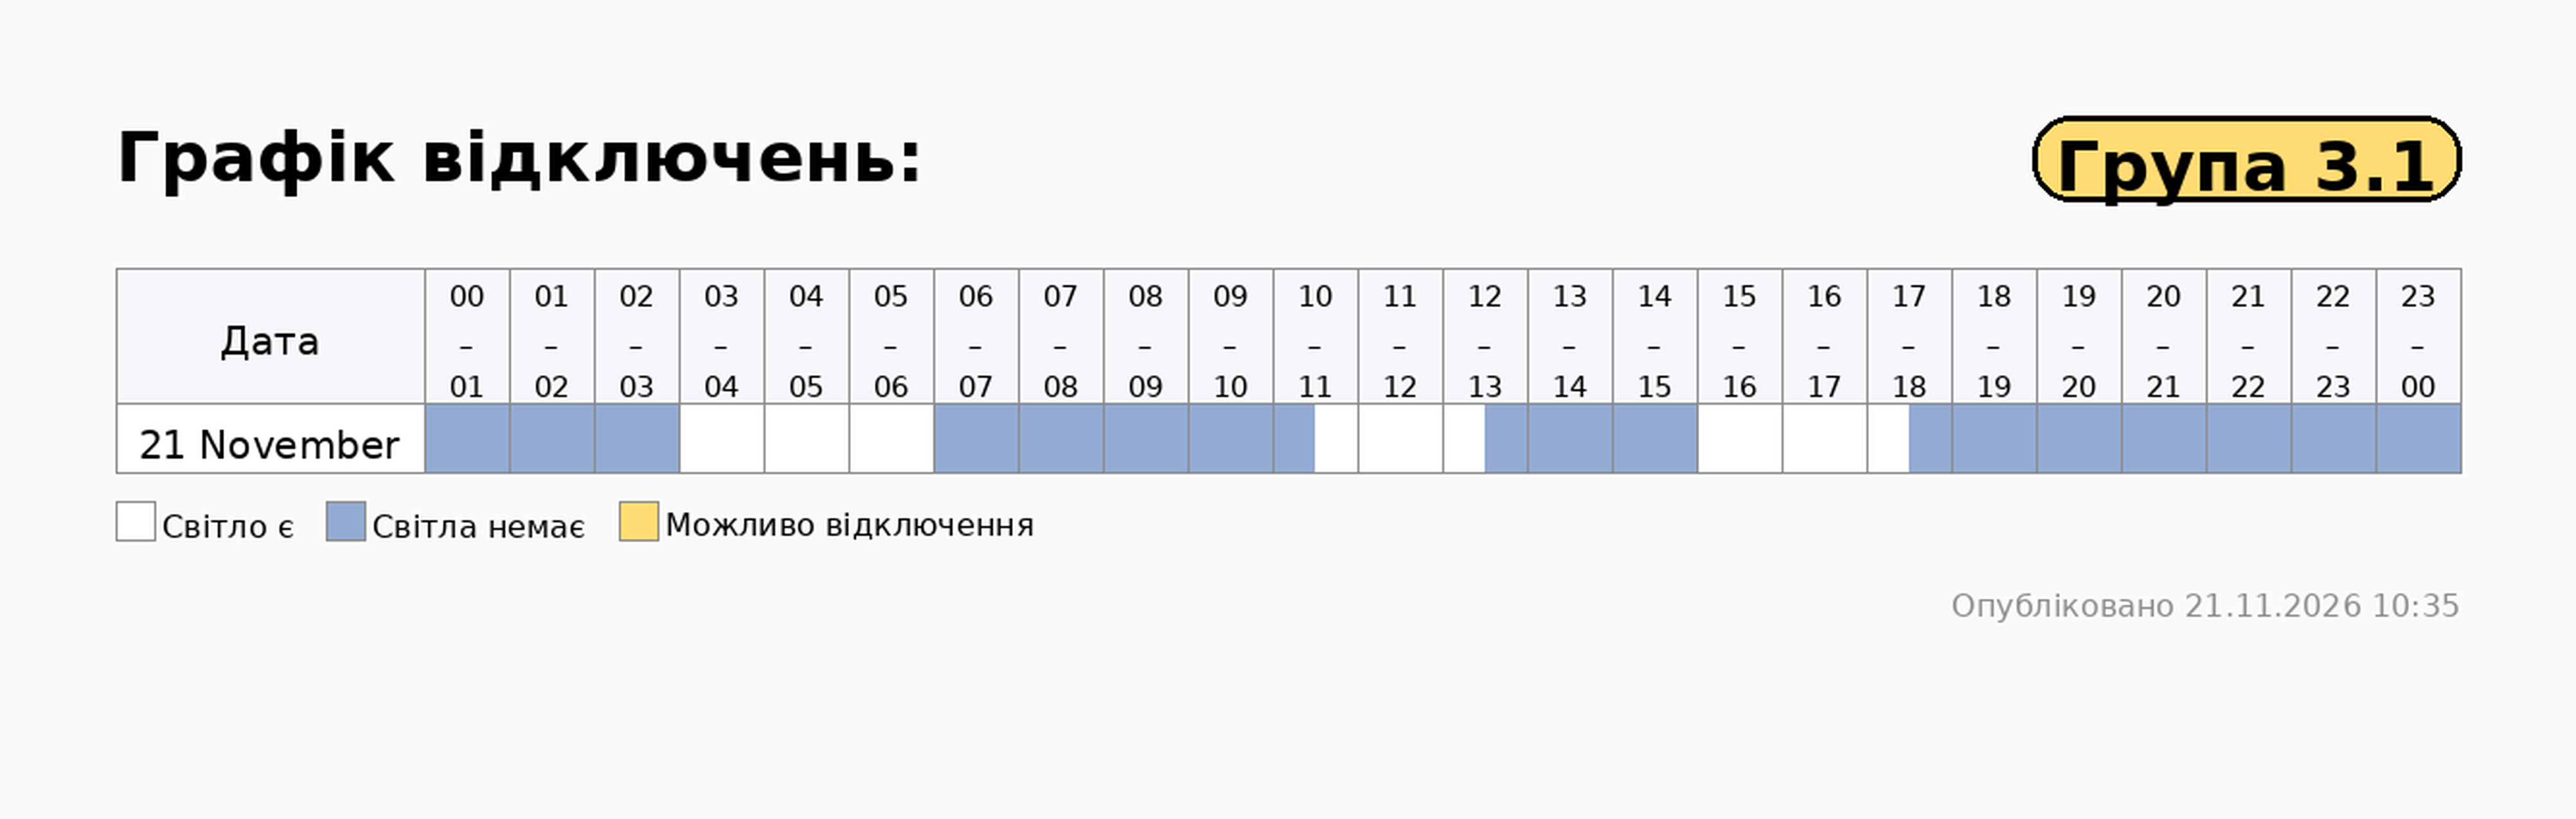 Графік відключень:
Група 3.1
Дата
00 – 01
01 – 02
02 – 03
03 – 04
04 – 05
05 – 06
06 – 07
07 – 08
08 – 09
09 – 10
10 – 11
11 – 12
12 – 13
13 – 14
14 – 15
15 – 16
16 – 17
17 – 18
18 – 19
19 – 20
20 – 21
21 – 22
22 – 23
23 – 00
21 November
Світло є
Світла немає
Можливо відключення
Опубліковано 21.11.2026 10:35